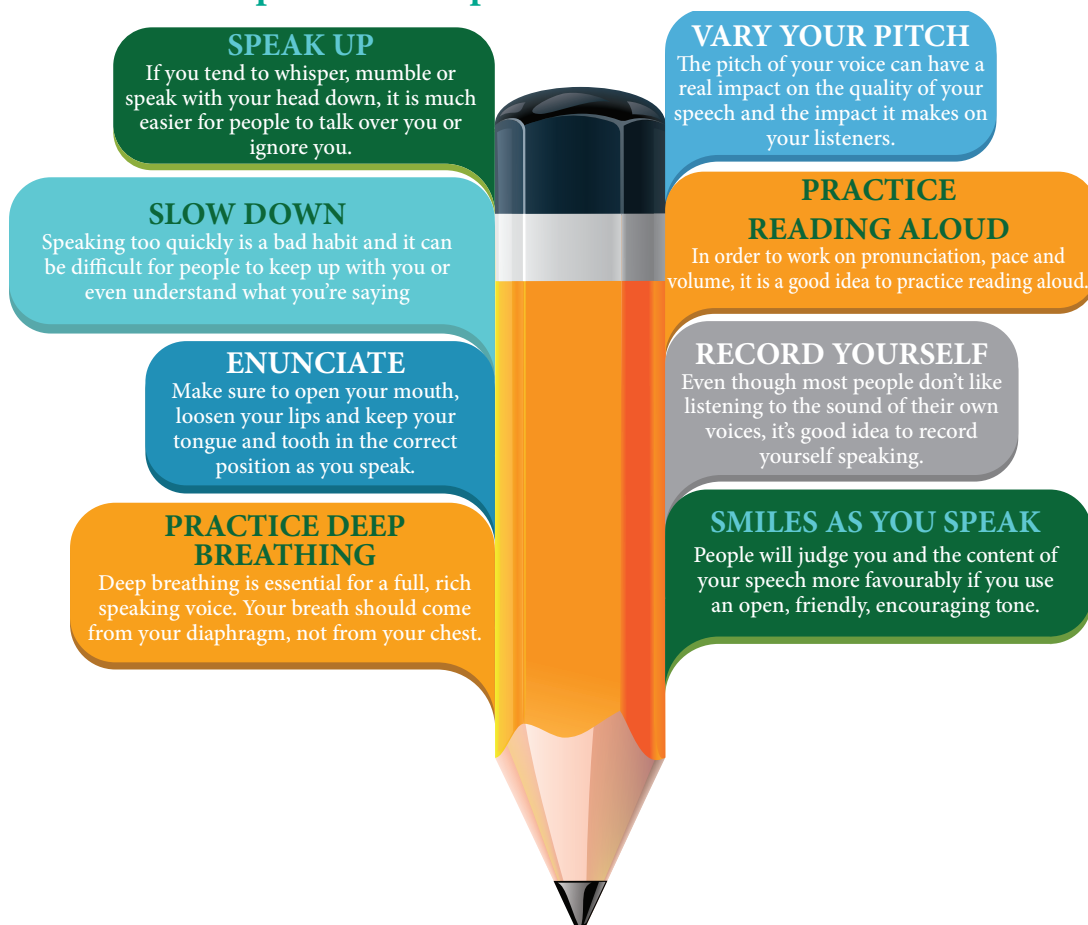 SPEAK UP
If you tend to whisper, mumble or
speak with your head down, it is much
easier for people to talk over you or
ignore you.
SLOW DOWN
Speaking too quickly is a bad habit and it can
be difficult for people to keep up with you or
even understand what you're saying
ENUNCIATE
Make sure to open your mouth,
loosen your lips and keep your
tongue and tooth in the correct
position as you speak.
PRACTICE DEEP
BREATHING
Deep breathing is essential for a full, rich
speaking voice. Your breath should come
from your diaphragm, not from your chest.
VARY YOUR PITCH
The pitch of your voice can have a
real impact on the quality of your
speech and the impact it makes on
your listeners.
PRACTICE
READING ALOUD
In order to work on pronunciation, pace and
volume, it is a good idea to practice reading aloud.
RECORD YOURSELF
Even though most people don't like
listening to the sound of their own
voices, it's good idea to record
yourself speaking.
SMILES AS YOU SPEAK
People will judge you and the content of
your speech more favourably if you use
an open, friendly, encouraging tone.